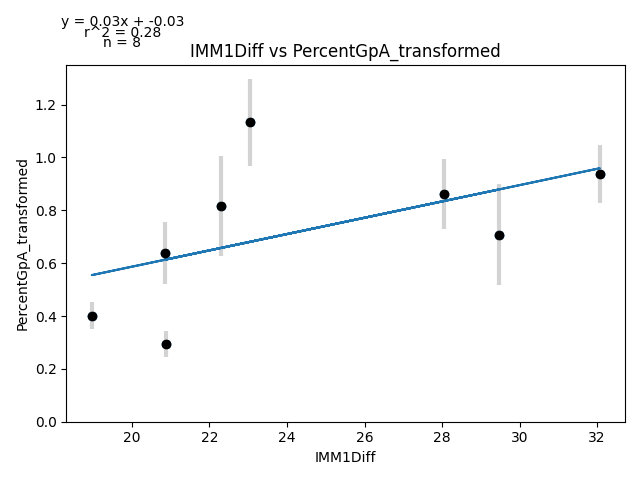 y = 0.03x + -0.03
r^2 = 0.28
n = 8
IMM1Diff vs PercentGpA_transformed
PercentGpA_transformed
1.2
1.0
0.8
0.6
0.4
0.2
0.0
20 22 24 26 28 30 32
IMM1Diff